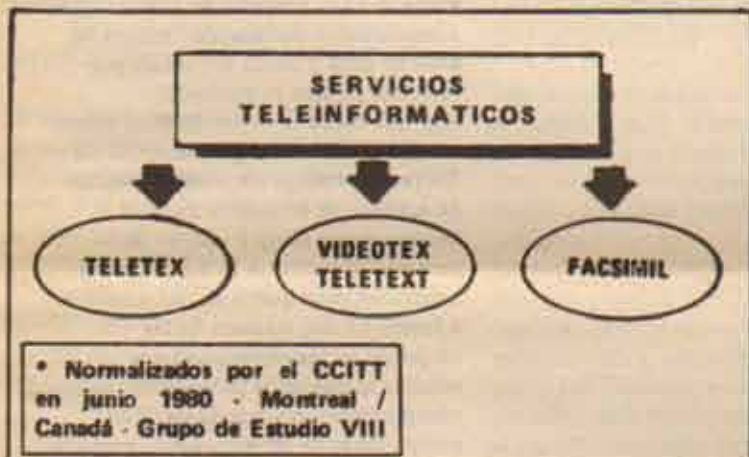 SERVICIOS
TELEINFORMATICOS
TELETEX
VIDEOTEX
TELETEXT
FACSIMIL
* Normalizados por el CCITT
en junio 1980 - Montreal /
Canadá - Grupo de Estudio VIII